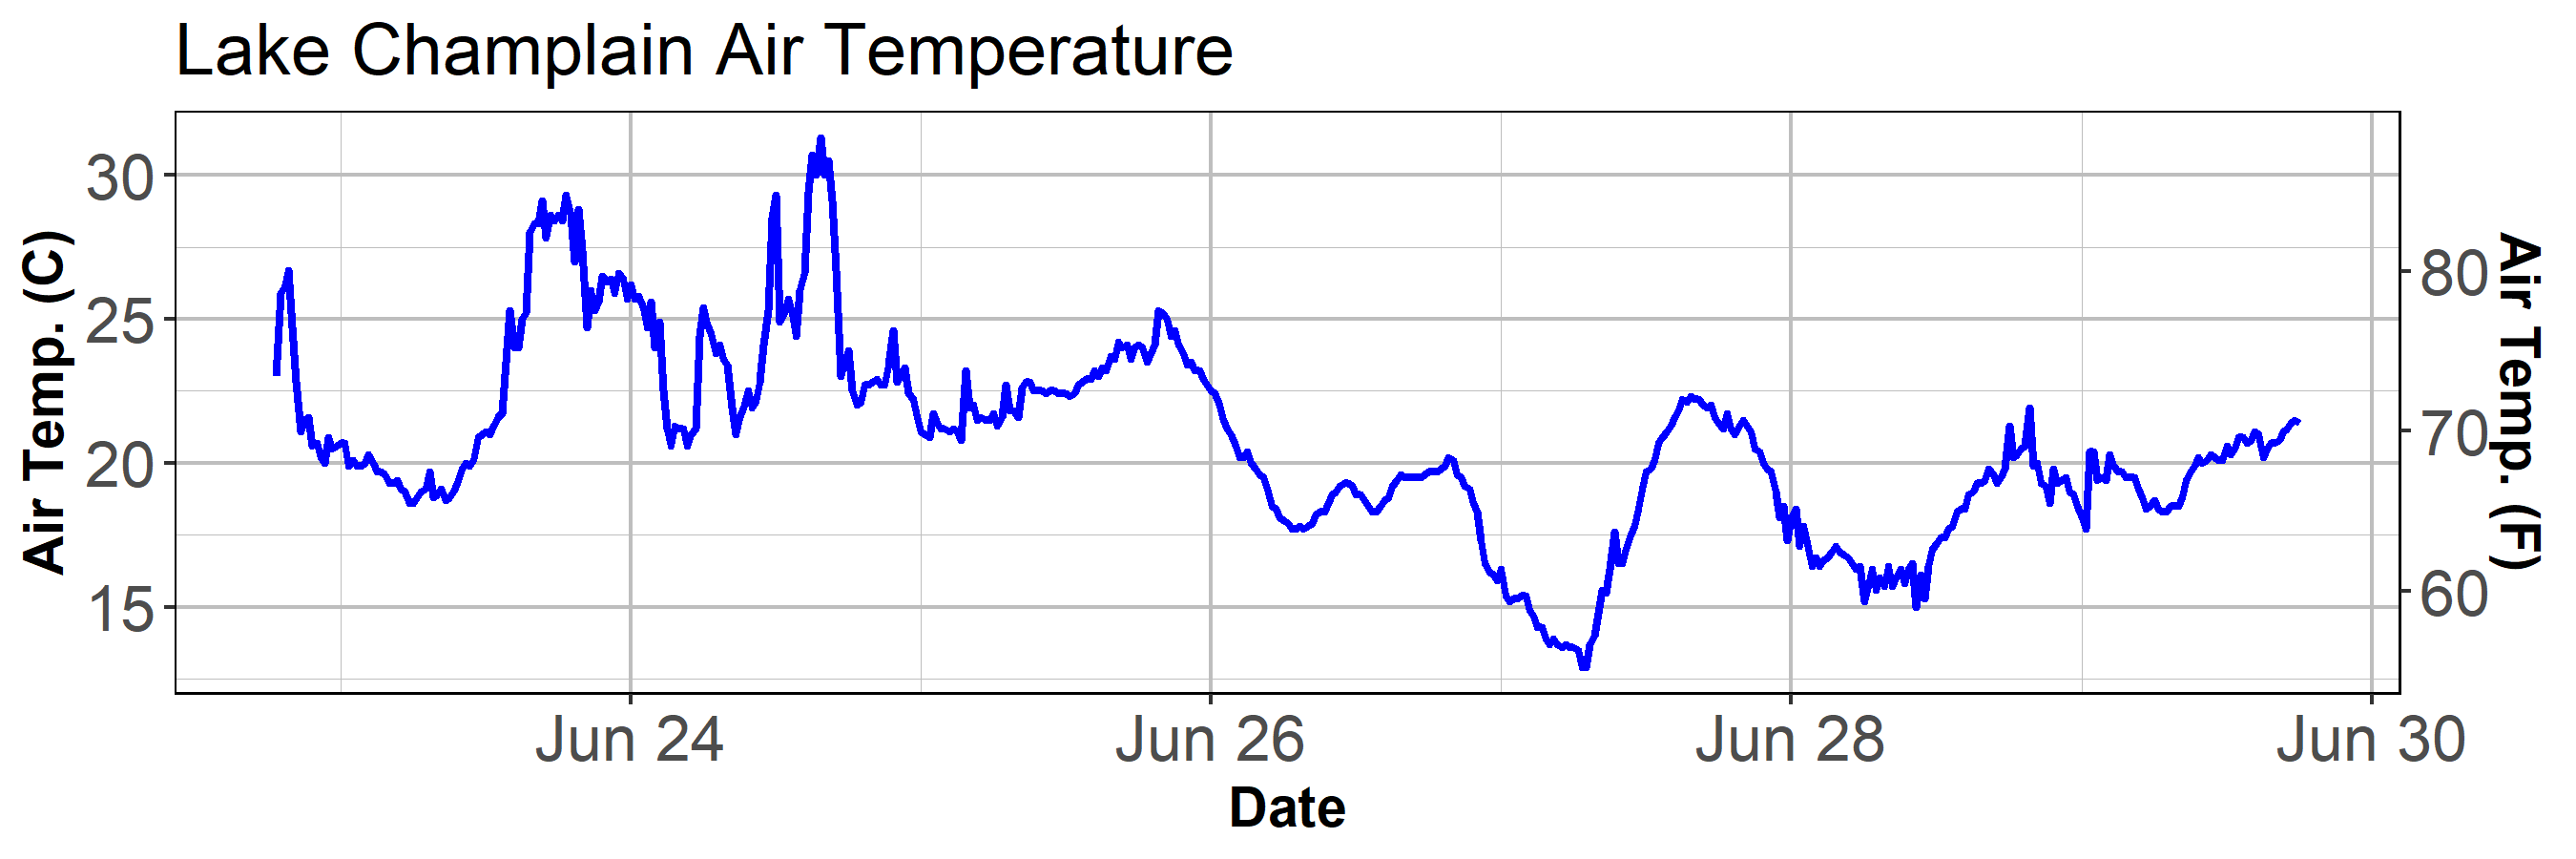 Lake Champlain Air Temperature
Air Temp. (C)
30
25
20
15
80
70
60
Air Temp. (F)
Jun 24
Jun 26
Jun 28
Jun 30
Date